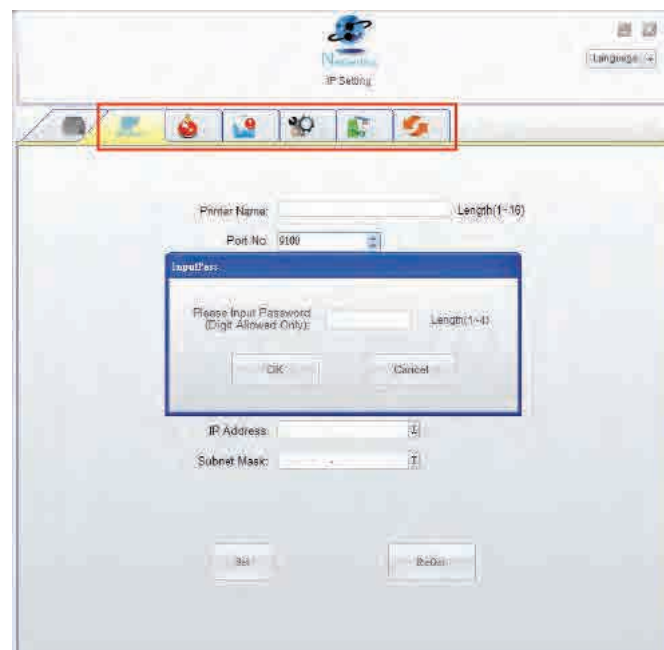 IP Setting
Language
Printer Name: Length(1~16)
Port No: 9100
InputPass
Please Input Password
(Digit Allowed Only): Length(1~4)
OK Cancel
IP Address:
Subnet Mask:
Set